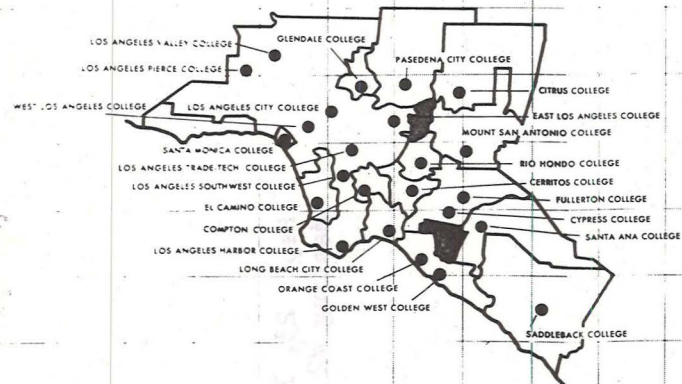 GLENDALE COLLEGE
LOS ANGELES VALLEY COLLEGE
PASEDENA CITY COLLEGE
LOS ANGELES PIERCE COLLEGE
CITRUS COLLEGE
WEST LOS ANGELES COLLEGE
LOS ANGELES CITY COLLEGE
EAST LOS ANGELES COLLEGE
MOUNT SAN ANTONIO COLLEGE
SANTA MONICA COLLEGE
RIO HONDO COLLEGE
LOS ANGELES TRADE-TECH COLLEGE
CERRITOS COLLEGE
LOS ANGELES SOUTHWEST COLLEGE
FULLERTON COLLEGE
EL CAMINO COLLEGE
CYPRESS COLLEGE
COMPTON COLLEGE
SANTA ANA COLLEGE
LOS ANGELES HARBOR COLLEGE
LONG BEACH CITY COLLEGE
ORANGE COAST COLLEGE
GOLDEN WEST COLLEGE
SADDLEBACK COLLEGE